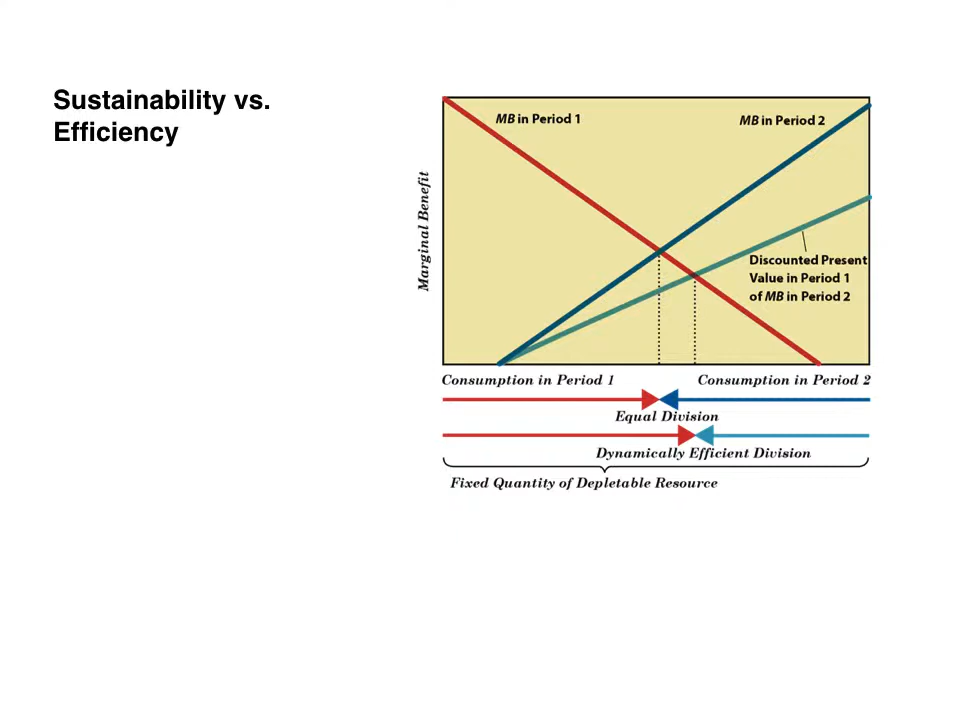 Sustainability vs.
Efficiency
MB in Period 1
MB in Period 2
Marginal Benefit
Discounted Present
Value in Period 1
of MB in Period 2
Consumption in Period 1
Consumption in Period 2
Equal Division
Dynamically Efficient Division
Fixed Quantity of Depletable Resource